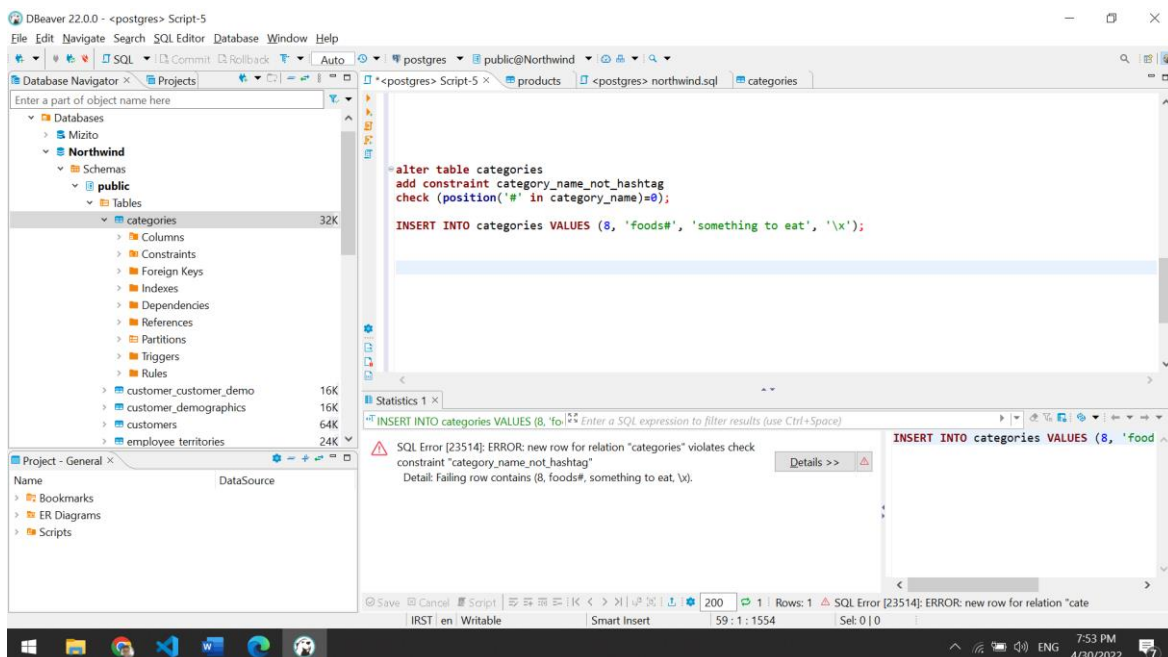 DBeaver 22.0.0 - <postgres> Script-5
File Edit Navigate Search SQL Editor Database Window Help
SQL Commit Rollback Auto postgres public@Northwind
Database Navigator Projects
*<postgres> Script-5 products <postgres> northwind.sql categories
Enter a part of object name here
Databases
Mizito
Northwind
Schemas
public
Tables
categories 32K
Columns
Constraints
Foreign Keys
Indexes
Dependencies
References
Partitions
Triggers
Rules
customer_customer_demo 16K
customer_demographics 16K
customers 64K
employee_territories 24K
alter table categories
add constraint category_name_not_hashtag
check (position('#' in category_name)=0);
INSERT INTO categories VALUES (8, 'foods#', 'something to eat', '\x');
Statistics 1
INSERT INTO categories VALUES (8, 'fo Enter a SQL expression to filter results (use Ctrl+Space)
SQL Error [23514]: ERROR: new row for relation "categories" violates check
constraint "category_name_not_hashtag"
Detail: Failing row contains (8, foods#, something to eat, \x).
Details >>
INSERT INTO categories VALUES (8, 'food
Project - General
Name DataSource
Bookmarks
ER Diagrams
Scripts
Save Cancel Script 200 1 Rows: 1 SQL Error [23514]: ERROR: new row for relation "cate
IRST en Writable Smart Insert 59 : 1 : 1554 Sel: 0 | 0
ENG 7:53 PM
4/30/2022